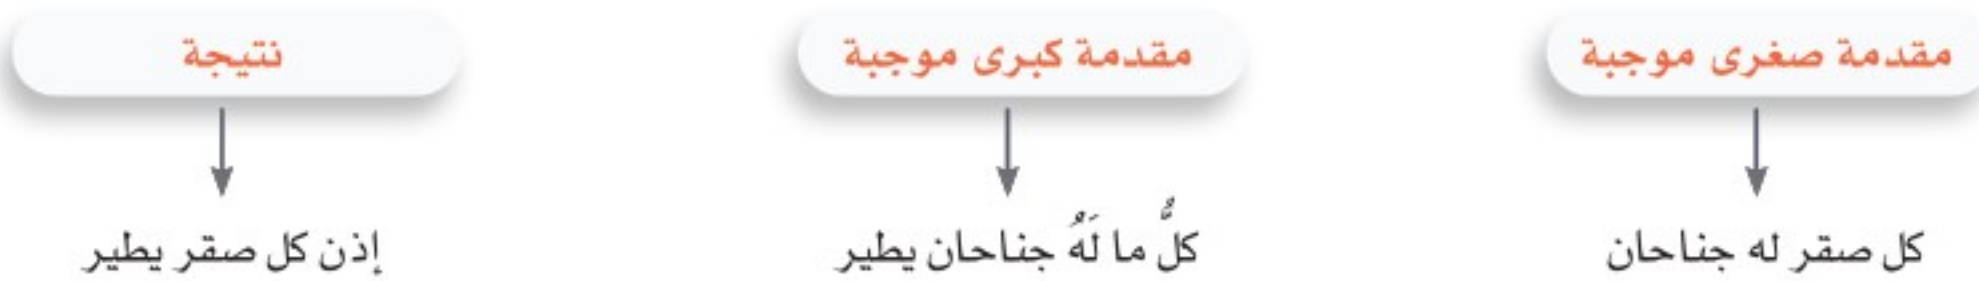 مقدمة صغرى موجبة
مقدمة كبرى موجبة
نتيجة
كل صقر له جناحان
كلُّ ما لَهُ جناحان يطير
إذن كل صقر يطير